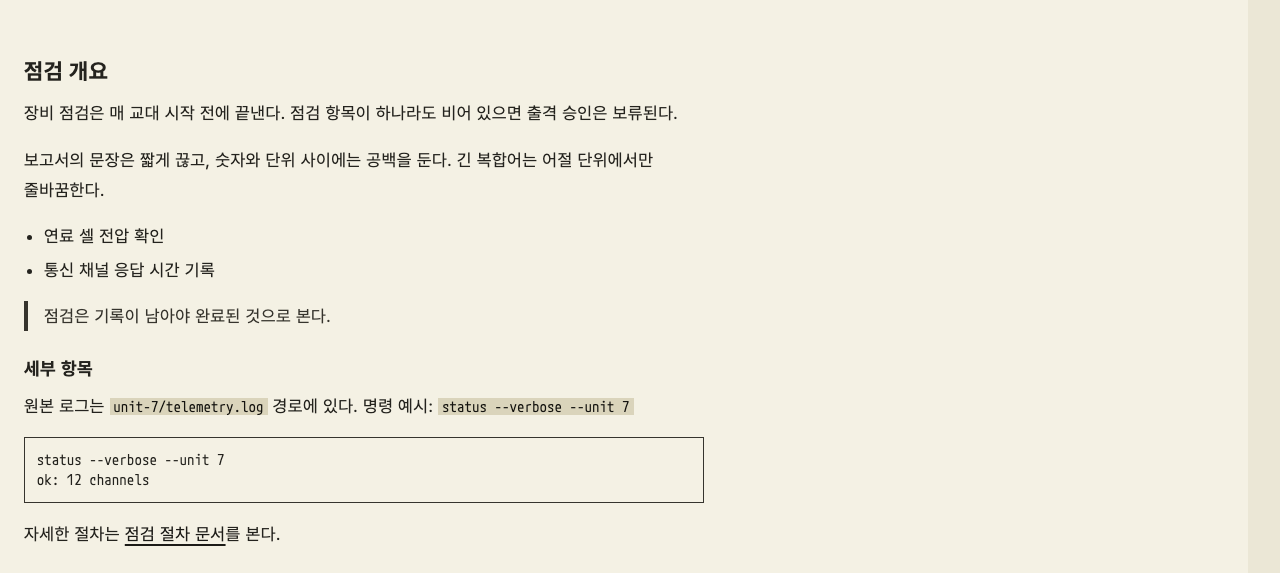 점검 개요
장비 점검은 매 교대 시작 전에 끝낸다. 점검 항목이 하나라도 비어 있으면 출격 승인은 보류된다.
보고서의 문장은 짧게 끊고, 숫자와 단위 사이에는 공백을 둔다. 긴 복합어는 어절 단위에서만
줄바꿈한다.
• 연료 셀 전압 확인
• 통신 채널 응답 시간 기록
점검은 기록이 남아야 완료된 것으로 본다.
세부 항목
원본 로그는 unit-7/telemetry.log 경로에 있다. 명령 예시: status --verbose --unit 7
status --verbose --unit 7
ok: 12 channels
자세한 절차는 점검 절차 문서를 본다.